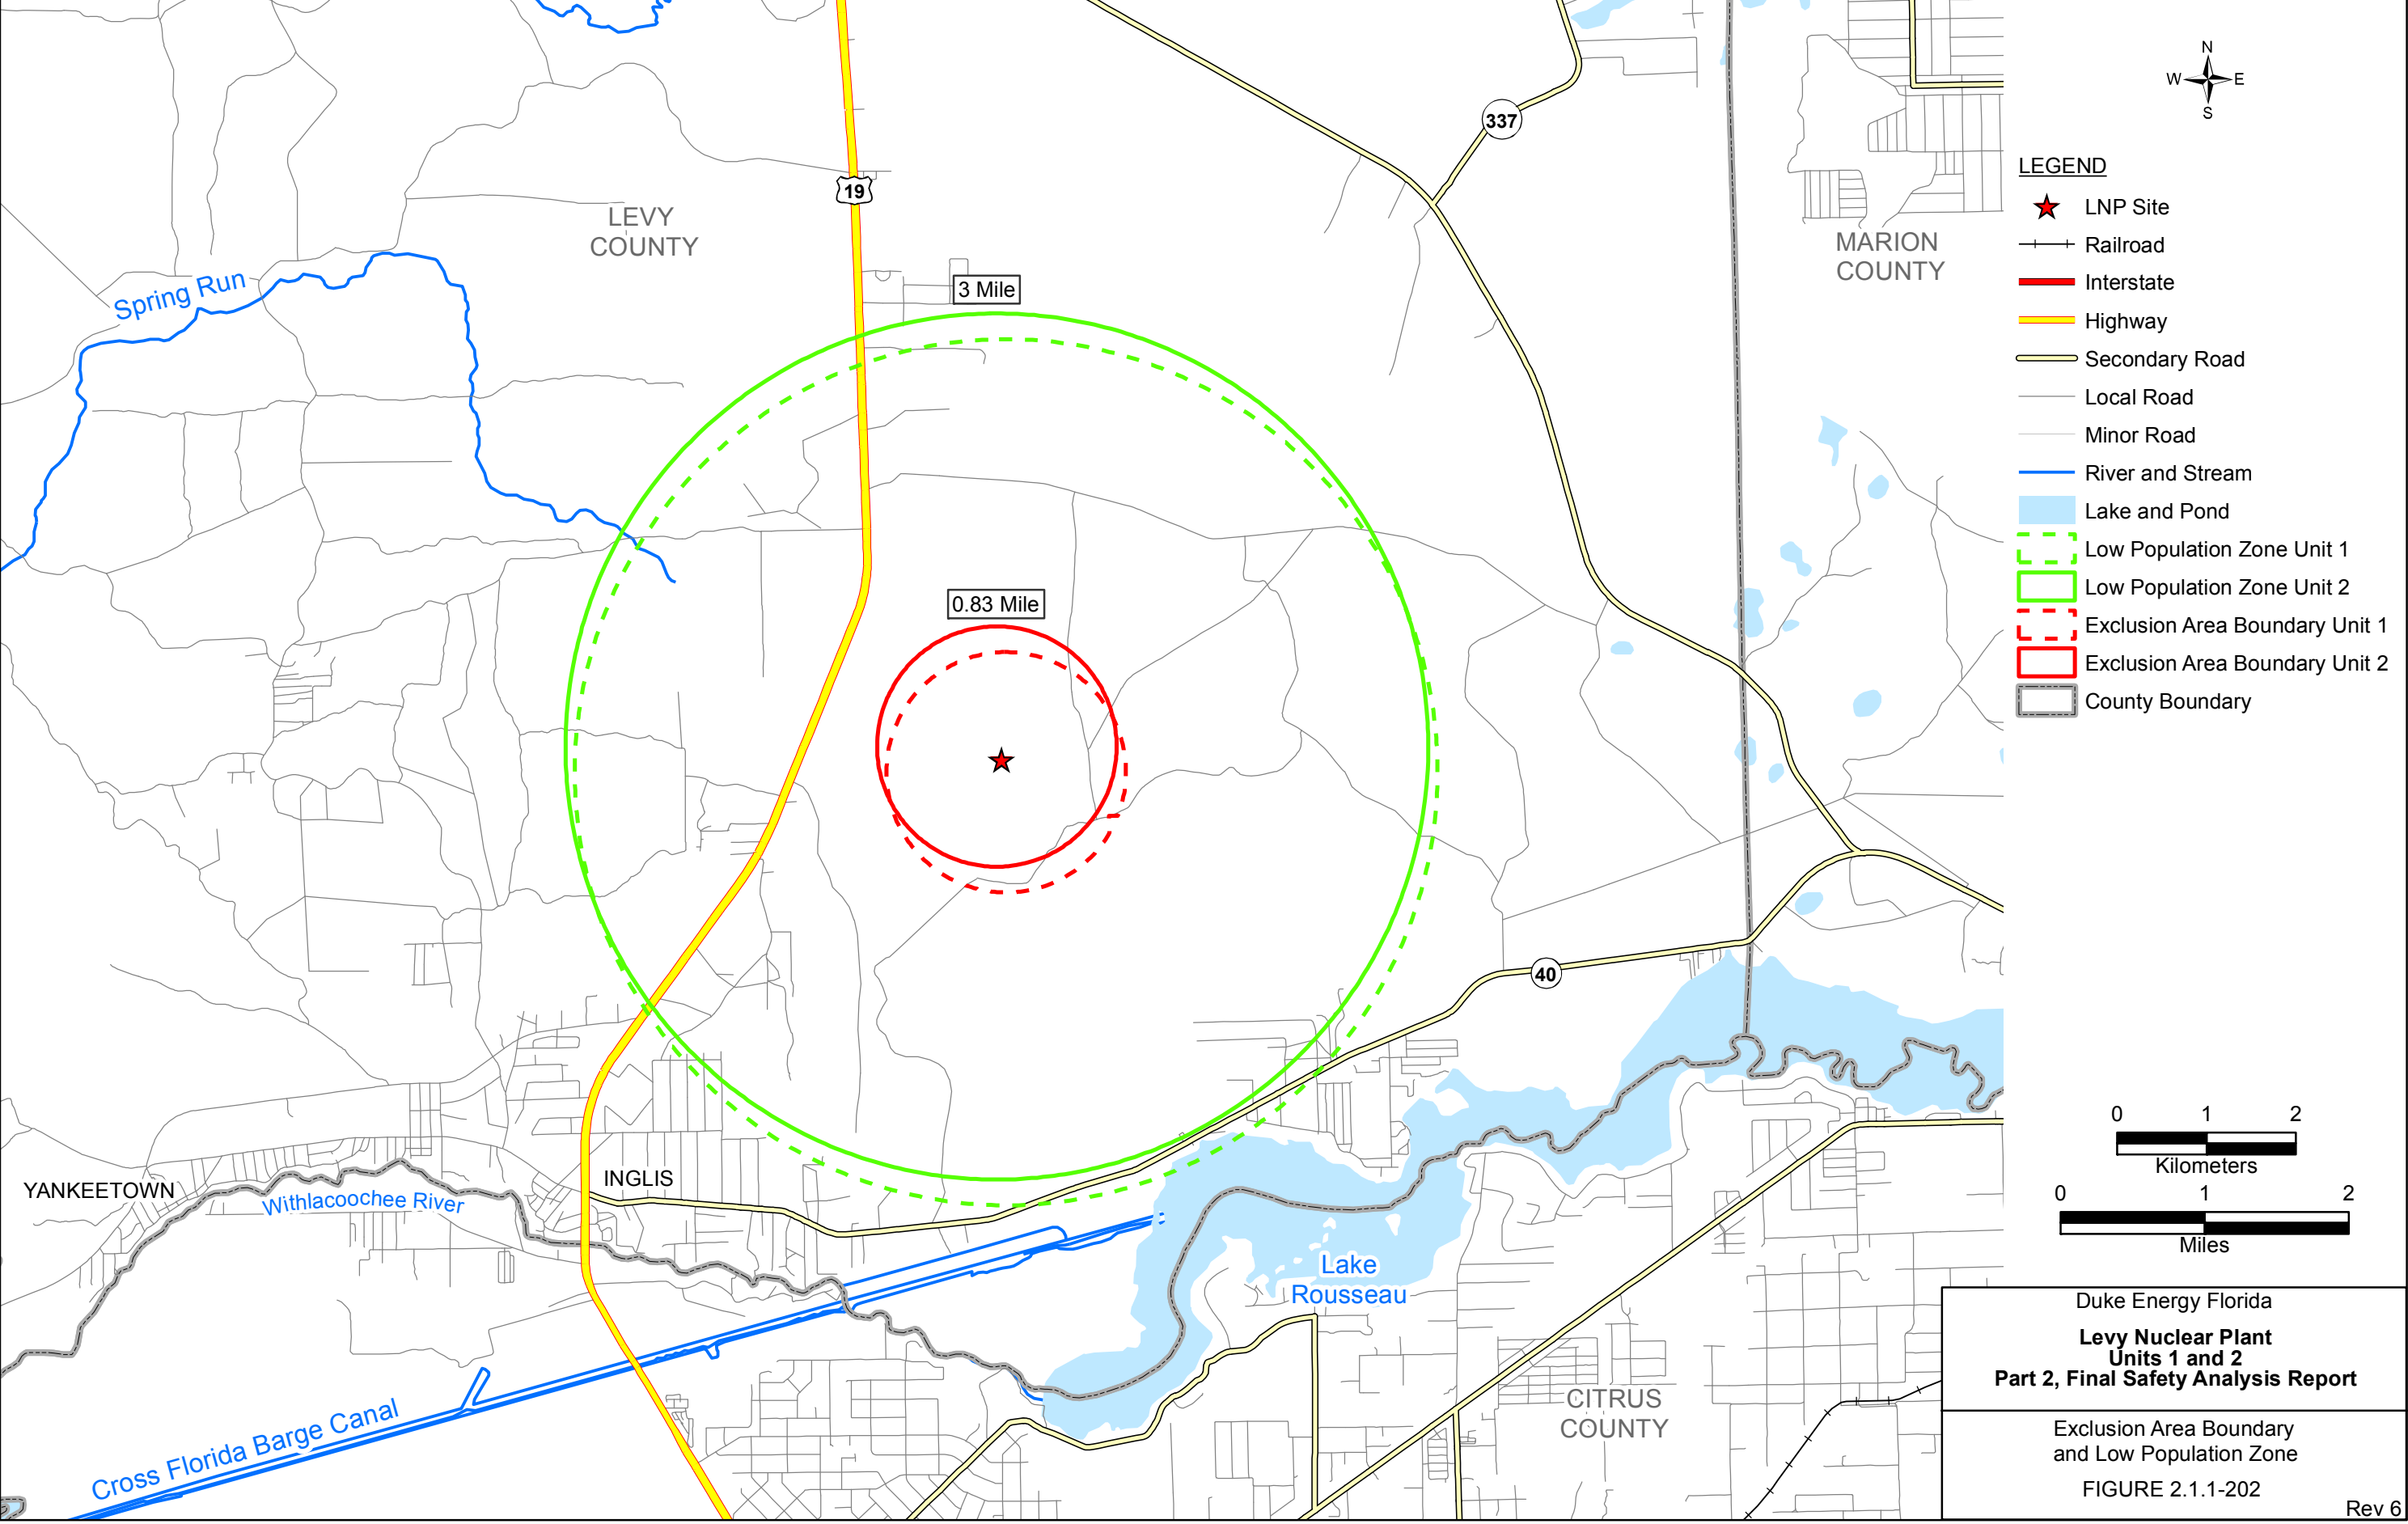 337
19
LEVY
COUNTY
MARION
COUNTY
Spring Run
3 Mile
0.83 Mile
40
YANKEETOWN
INGLIS
Withlacoochee River
Lake
Rousseau
Cross Florida Barge Canal
CITRUS
COUNTY
N
W E
S
LEGEND
LNP Site
Railroad
Interstate
Highway
Secondary Road
Local Road
Minor Road
River and Stream
Lake and Pond
Low Population Zone Unit 1
Low Population Zone Unit 2
Exclusion Area Boundary Unit 1
Exclusion Area Boundary Unit 2
County Boundary
0 1 2
Kilometers
0 1 2
Miles
Duke Energy Florida
Levy Nuclear Plant
Units 1 and 2
Part 2, Final Safety Analysis Report
Exclusion Area Boundary
and Low Population Zone
FIGURE 2.1.1-202
Rev 6